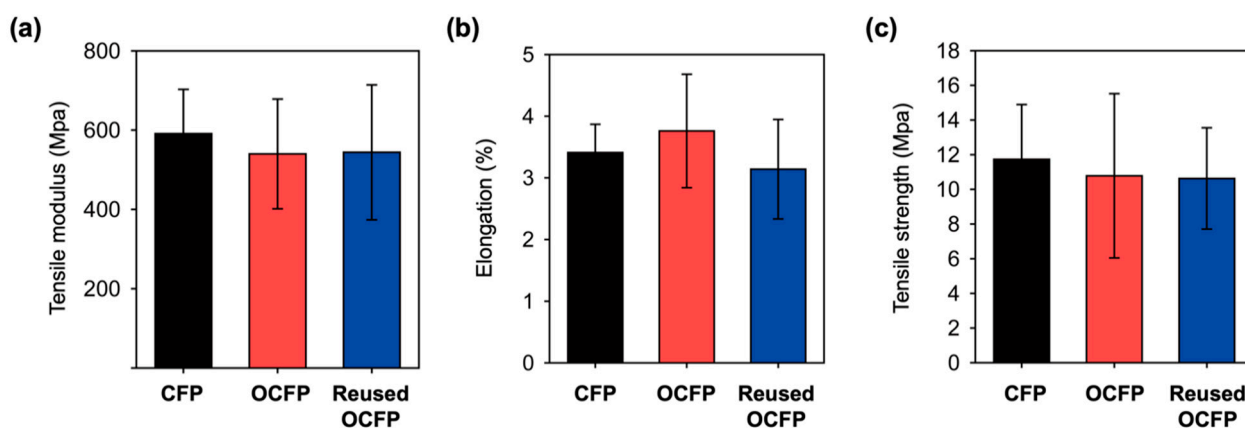 (a)
Tensile modulus (Mpa)
800
600
400
200
CFP
OCFP
Reused
OCFP
(b)
Elongation (%)
5
4
3
2
1
0
CFP
OCFP
Reused
OCFP
(c)
Tensile strength (Mpa)
18
16
14
12
10
8
6
4
2
0
CFP
OCFP
Reused
OCFP